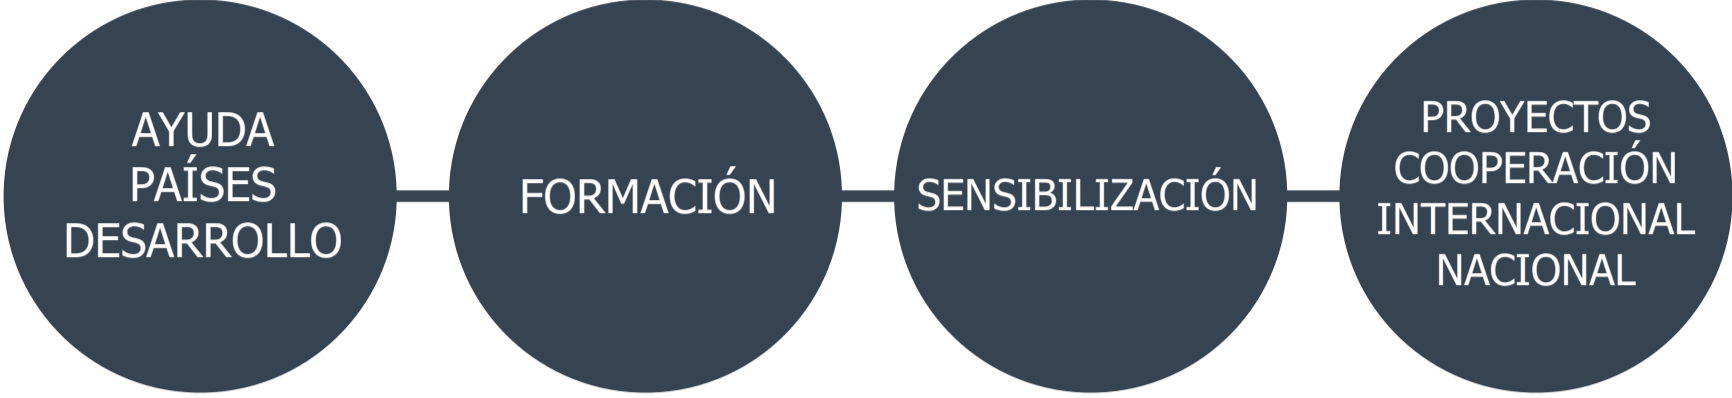 AYUDA
PAÍSES
DESARROLLO
FORMACIÓN
SENSIBILIZACIÓN
PROYECTOS
COOPERACIÓN
INTERNACIONAL
NACIONAL